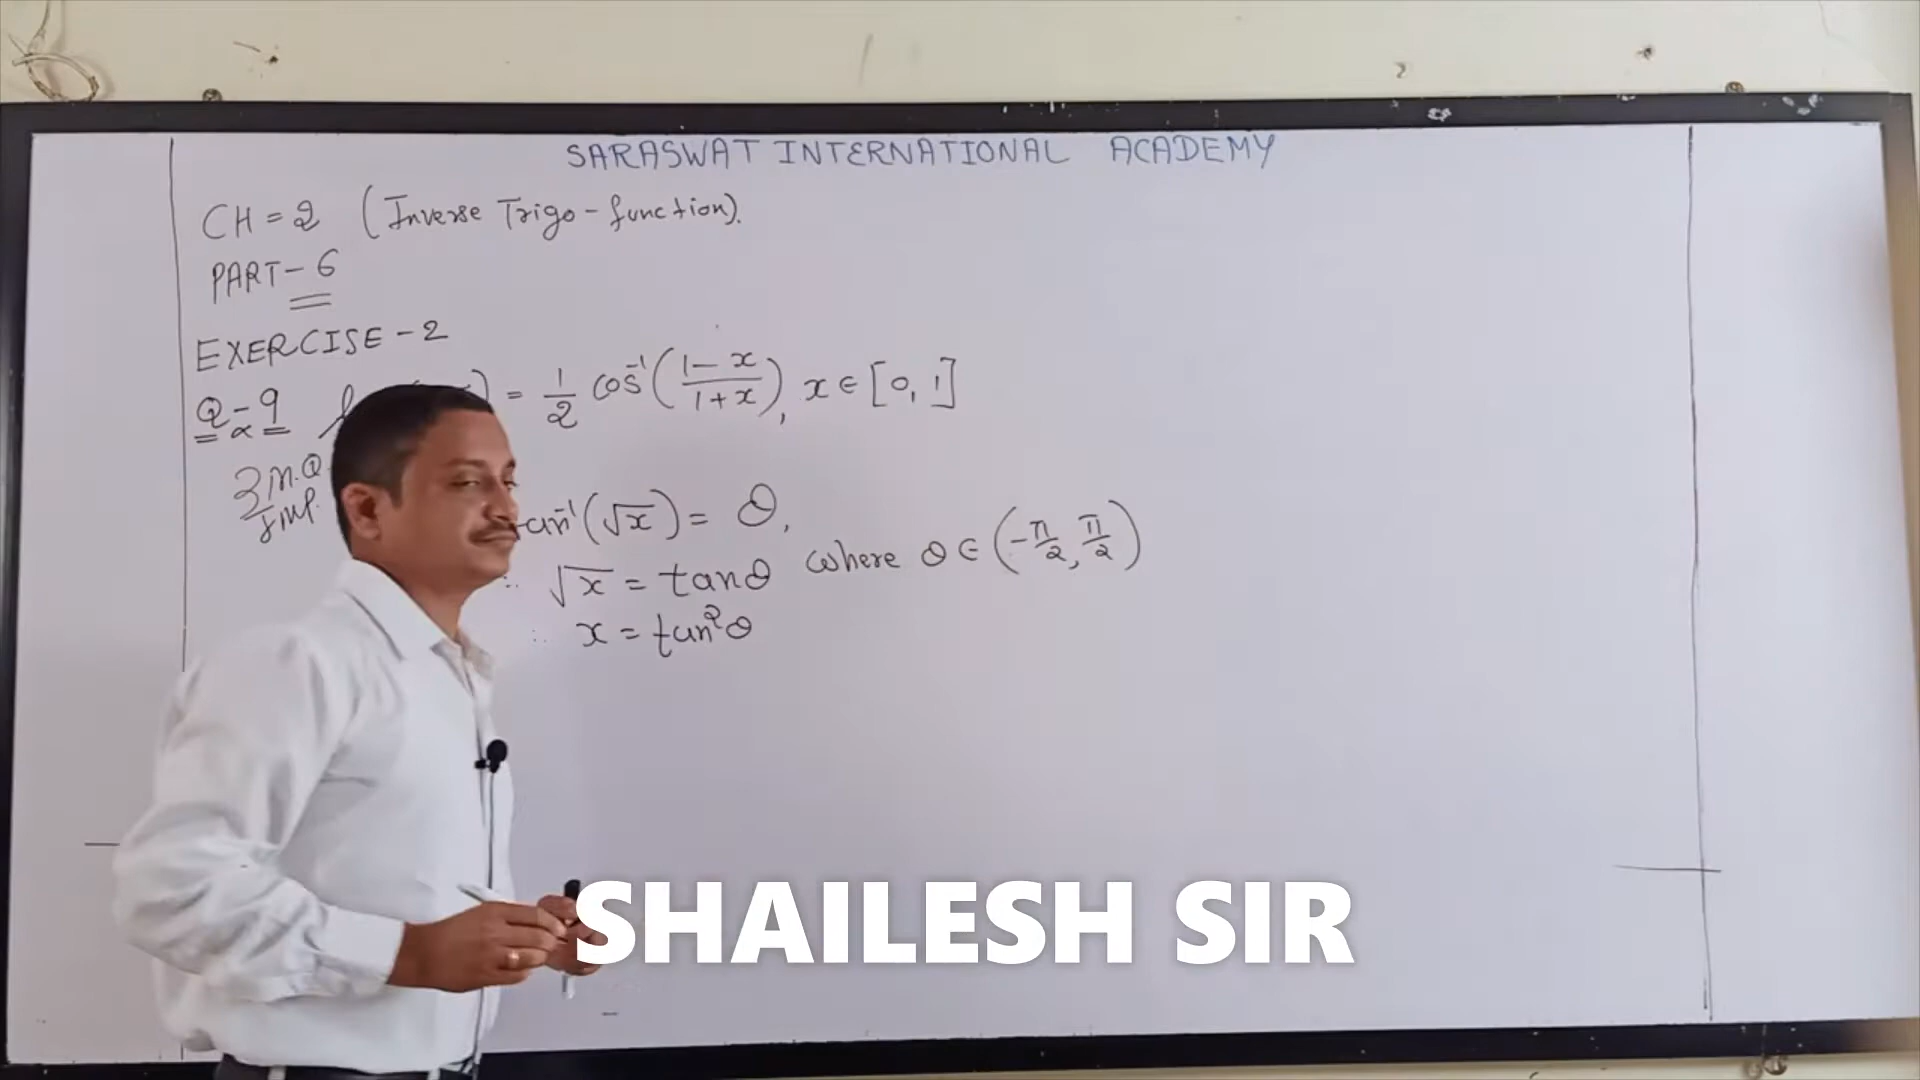 SARASWAT INTERNATIONAL ACADEMY
CH = 2 (Inverse Trigo-function).
PART - 6
EXERCISE - 2
Q - 9 = 1/2 cos⁻¹(1 - x / 1 + x), x ∈ [0, 1]
3 M.Q
Imp.
tan⁻¹(√x) = θ,
∴ √x = tanθ where θ ∈ (-π/2, π/2)
∴ x = tan²θ
SHAILESH SIR